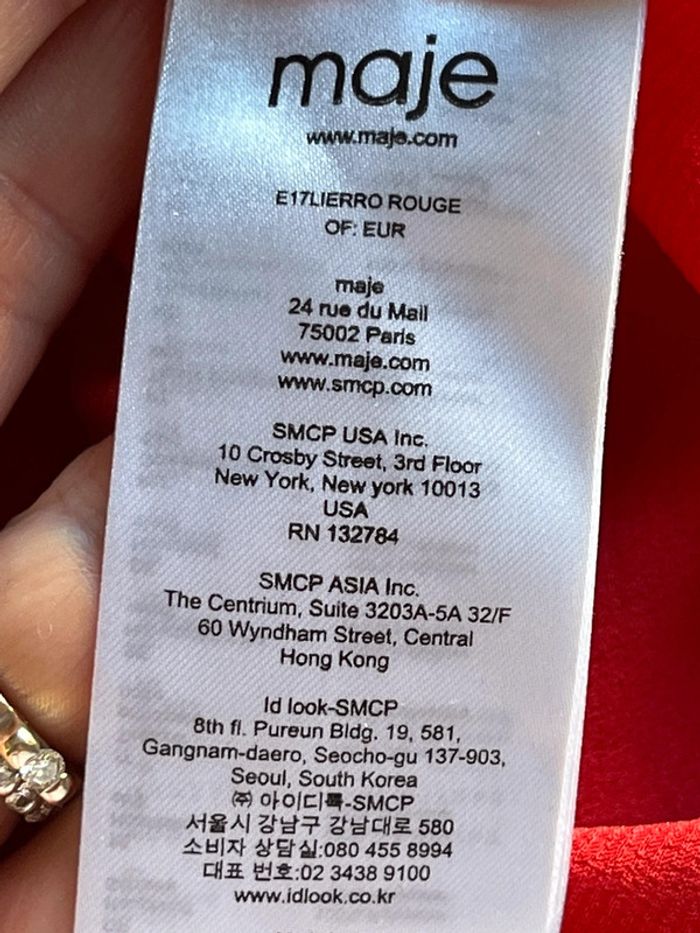 maje
www.maje.com
E17LIERRO ROUGE
OF: EUR
maje
24 rue du Mail
75002 Paris
www.maje.com
www.smcp.com
SMCP USA Inc.
10 Crosby Street, 3rd Floor
New York, New york 10013
USA
RN 132784
SMCP ASIA Inc.
The Centrium, Suite 3203A-5A 32/F
60 Wyndham Street, Central
Hong Kong
Id look-SMCP
8th fl. Pureun Bldg. 19, 581,
Gangnam-daero, Seocho-gu 137-903,
Seoul, South Korea
㈜ 아이디룩-SMCP
서울시 강남구 강남대로 580
소비자 상담실:080 455 8994
대표 번호:02 3438 9100
www.idlook.co.kr